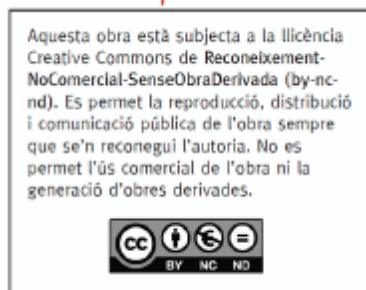 Aquesta obra està subjecta a la llicència
Creative Commons de Reconeixement-
NoComercial-SenseObraDerivada (by-nc-
nd). Es permet la reproducció, distribució
i comunicació pública de l'obra sempre
que se'n reconegui l'autoria. No es
permet l'ús comercial de l'obra ni la
generació d'obres derivades.
cc
BY NC ND